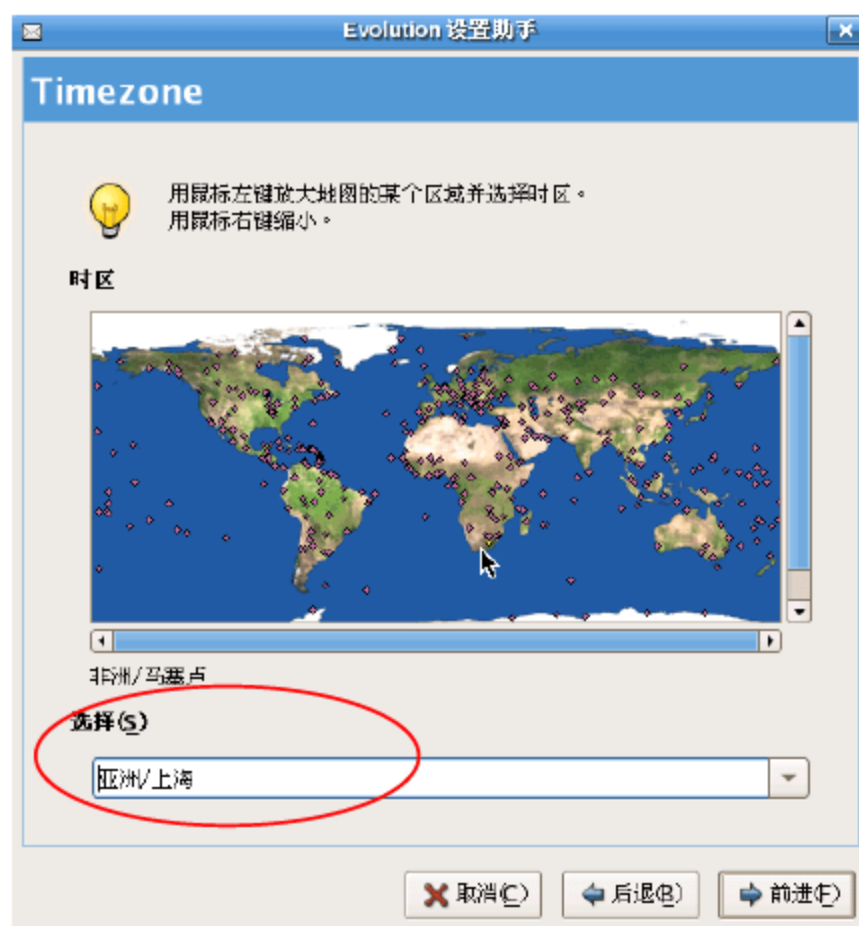 Evolution 设置助手
Timezone
用鼠标左键放大地图的某个区域并选择时区。
用鼠标右键缩小。
时区
非洲/马塞卢
选择(S)
亚洲/上海
取消(C)
后退(B)
前进(F)